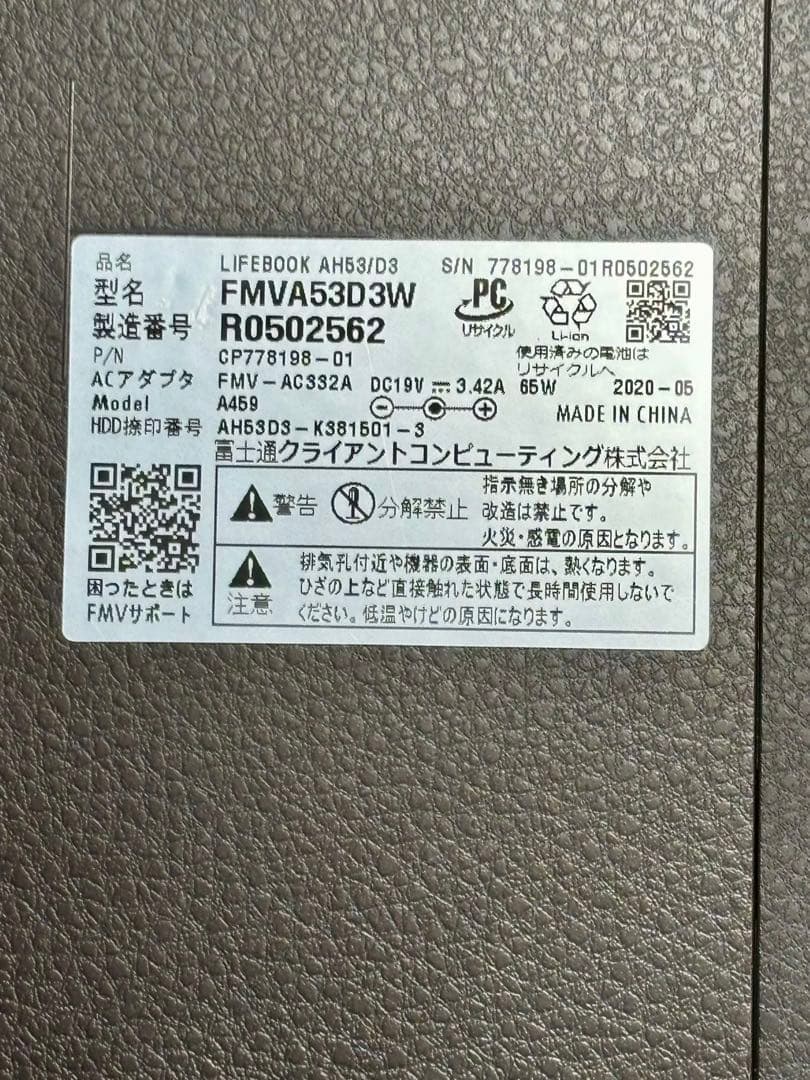 品名 LIFEBOOK AH53/D3 S/N 778198-01R0502562
型名 FMVA53D3W
製造番号 R0502562
PC
リサイクル
Li-ion
使用済みの電池は
リサイクルへ
P/N CP778198-01
ACアダプタ FMV-AC332A DC19V 3.42A 65W 2020-05
Model A459
MADE IN CHINA
HDD捺印番号 AH53D3-K381501-3
富士通クライアントコンピューティング株式会社
警告 分解禁止
指示無き場所の分解や
改造は禁止です。
火災・感電の原因となります。
注意
排気孔付近や機器の表面・底面は、熱くなります。
ひざの上など直接触れた状態で長時間使用しないで
ください。低温やけどの原因になります。
困ったときは
FMVサポート